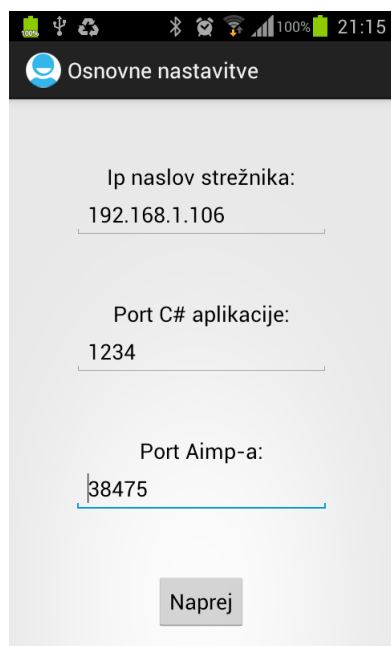 100% 100% 21:15
Osnovne nastavitve
Ip naslov strežnika:
192.168.1.106
Port C# aplikacije:
1234
Port Aimp-a:
38475
Naprej